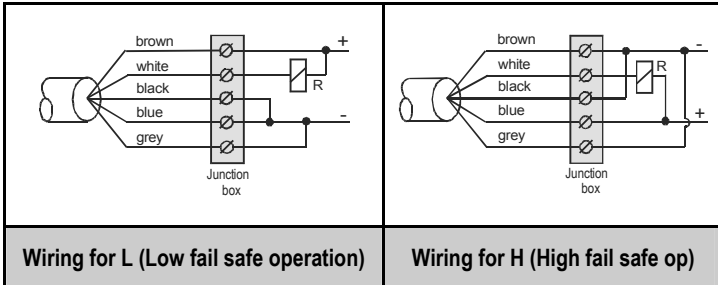 brown
white
black
blue
grey
+
R
-
Junction
box
brown
white
black
blue
grey
-
R
+
Junction
box
Wiring for L (Low fail safe operation)
Wiring for H (High fail safe op)